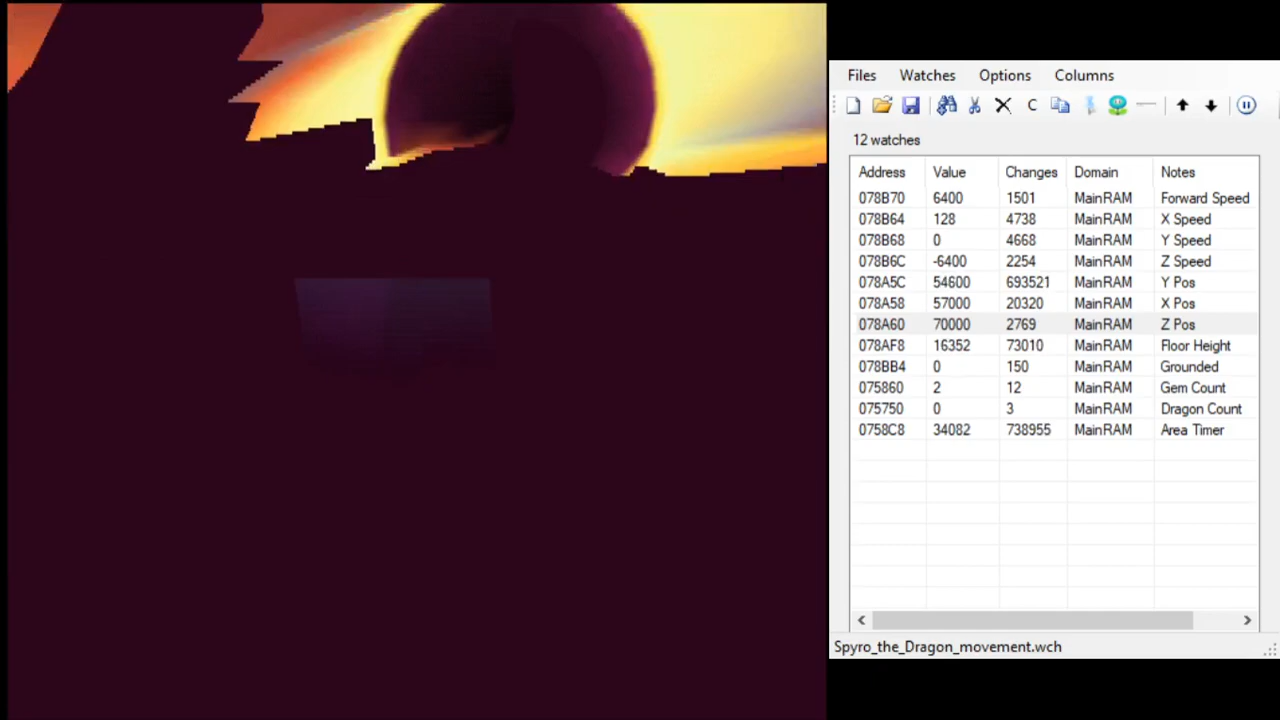 Files Watches Options Columns
C
12 watches
Address Value Changes Domain Notes
078B70 6400 1501 MainRAM Forward Speed
078B64 128 4738 MainRAM X Speed
078B68 0 4668 MainRAM Y Speed
078B6C -6400 2254 MainRAM Z Speed
078A5C 54600 693521 MainRAM Y Pos
078A58 57000 20320 MainRAM X Pos
078A60 70000 2769 MainRAM Z Pos
078AF8 16352 73010 MainRAM Floor Height
078BB4 0 150 MainRAM Grounded
075860 2 12 MainRAM Gem Count
075750 0 3 MainRAM Dragon Count
0758C8 34082 738955 MainRAM Area Timer
Spyro_the_Dragon_movement.wch